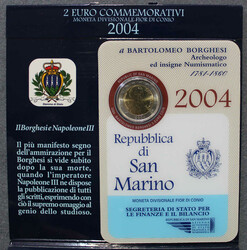 2 EURO COMMEMORATIVI
MONETA DIVISIONALE FIOR DI CONIO
2004
a BARTOLOMEO BORGHESI
Archeologo
ed insigne Numismatico
1781-1860
2004
Il Borghesi e Napoleone III
Il più manifesto segno
dell'ammirazione per il
Borghesi si vide subito
dopo la sua morte,
quando l'imperatore
Napoleone III ne dispose
la pubblicazione di tutti
gli scritti, esprimendo con
ciò il supremo omaggio al
genio dello studioso.
Repubblica
di
San
Marino
MONETA DIVISIONALE FIOR DI CONIO
SEGRETERIA DI STATO PER
LE FINANZE E IL BILANCIO